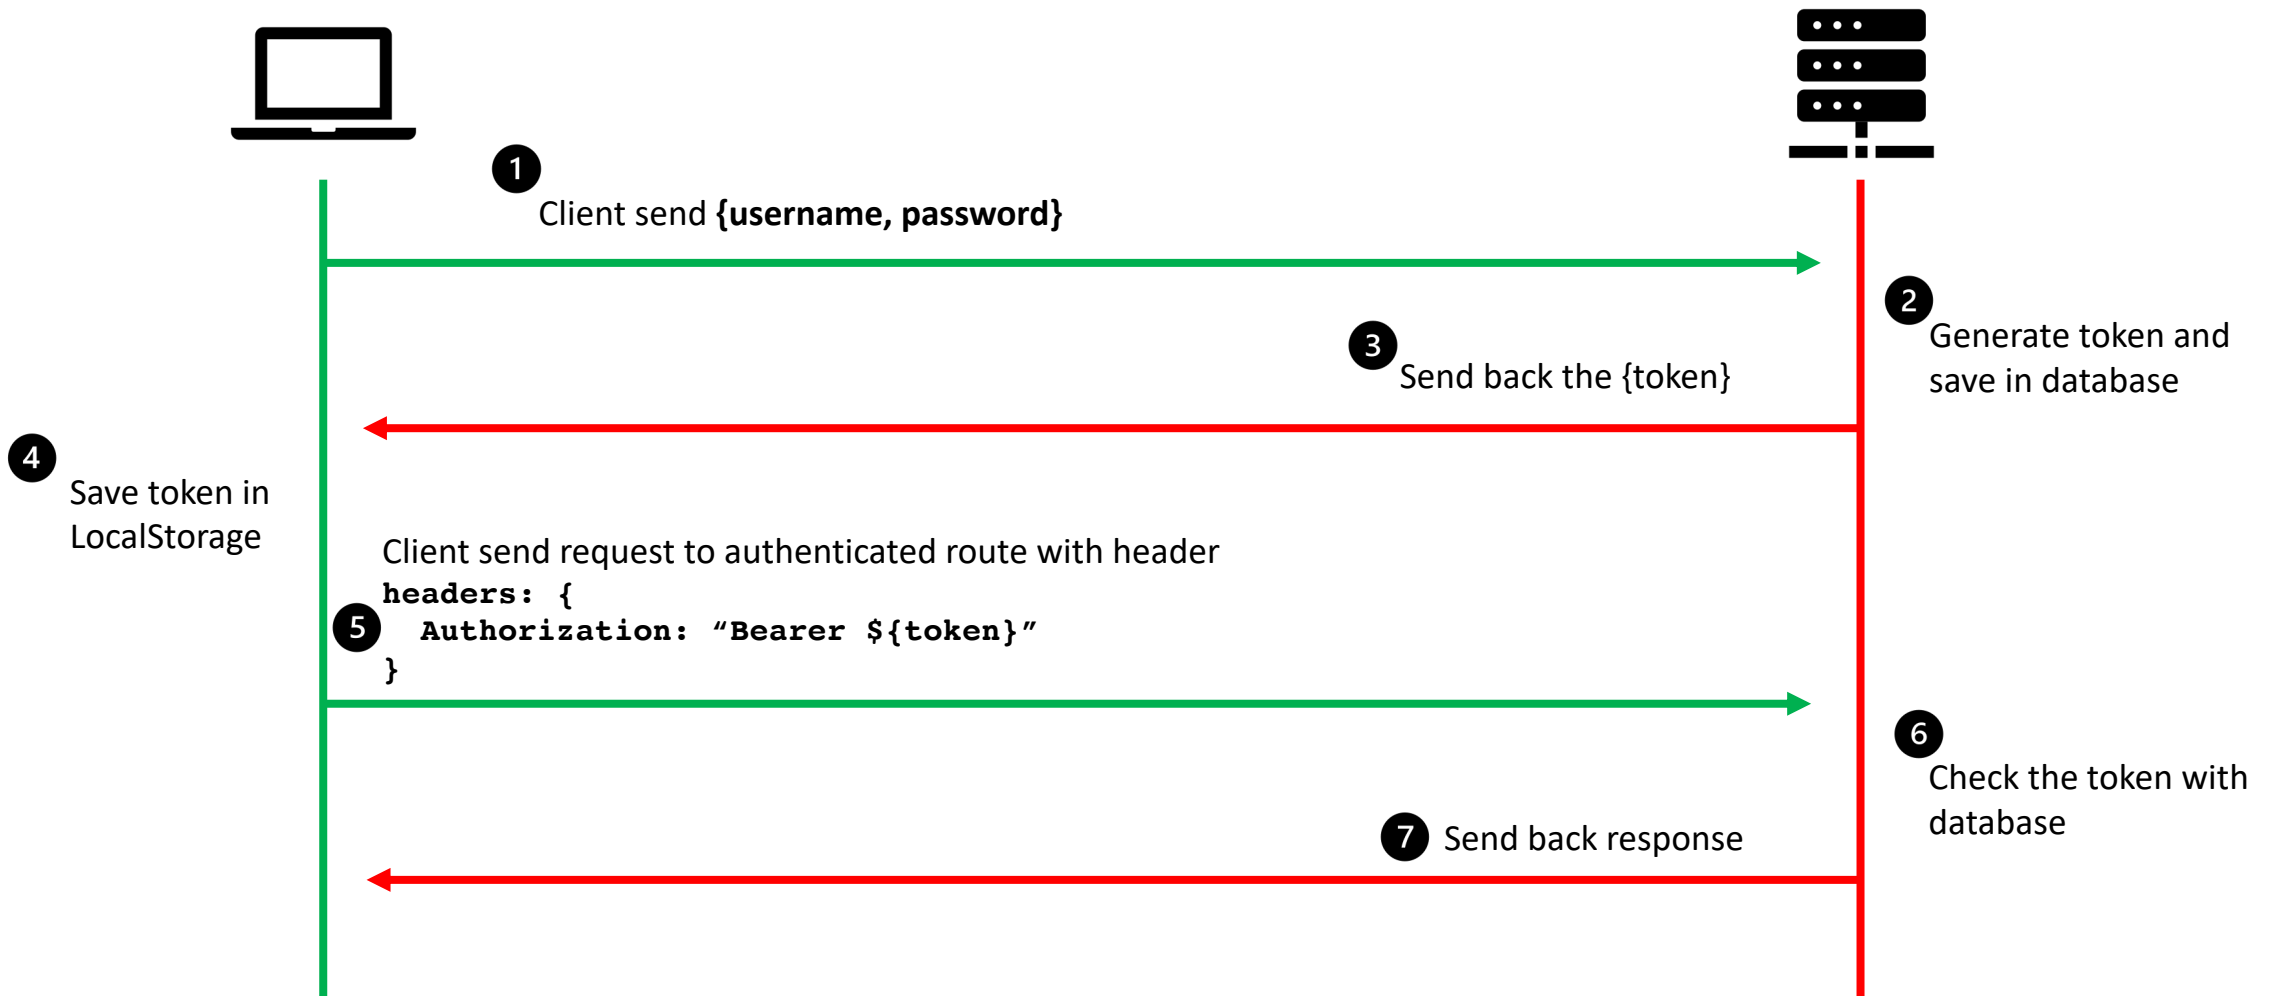 1
Client send {username, password}
2
Generate token and
save in database
3
Send back the {token}
4
Save token in
LocalStorage
Client send request to authenticated route with header
headers: {
5
Authorization: “Bearer ${token}”
}
6
Check the token with
database
7
Send back response